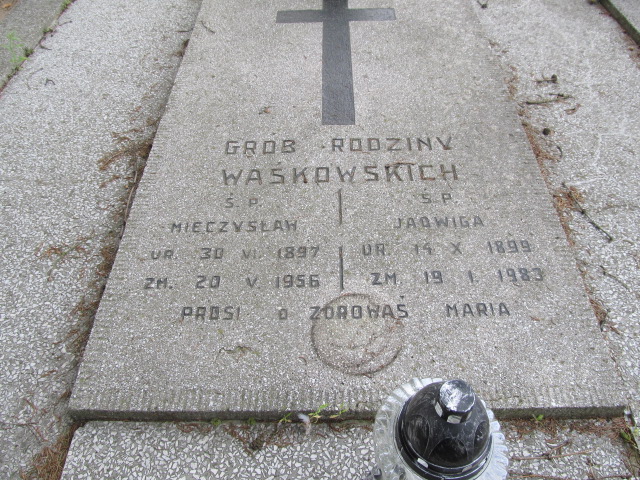 GRÓB RODZINY
WAŚKOWSKICH
Ś.P. Ś.P.
MIECZYSŁAW JADWIGA
UR. 30 VI 1897 UR. 14 X 1899
ZM. 20 V 1956 ZM 19 I 1983
PROSI O ZDROWAŚ MARIA